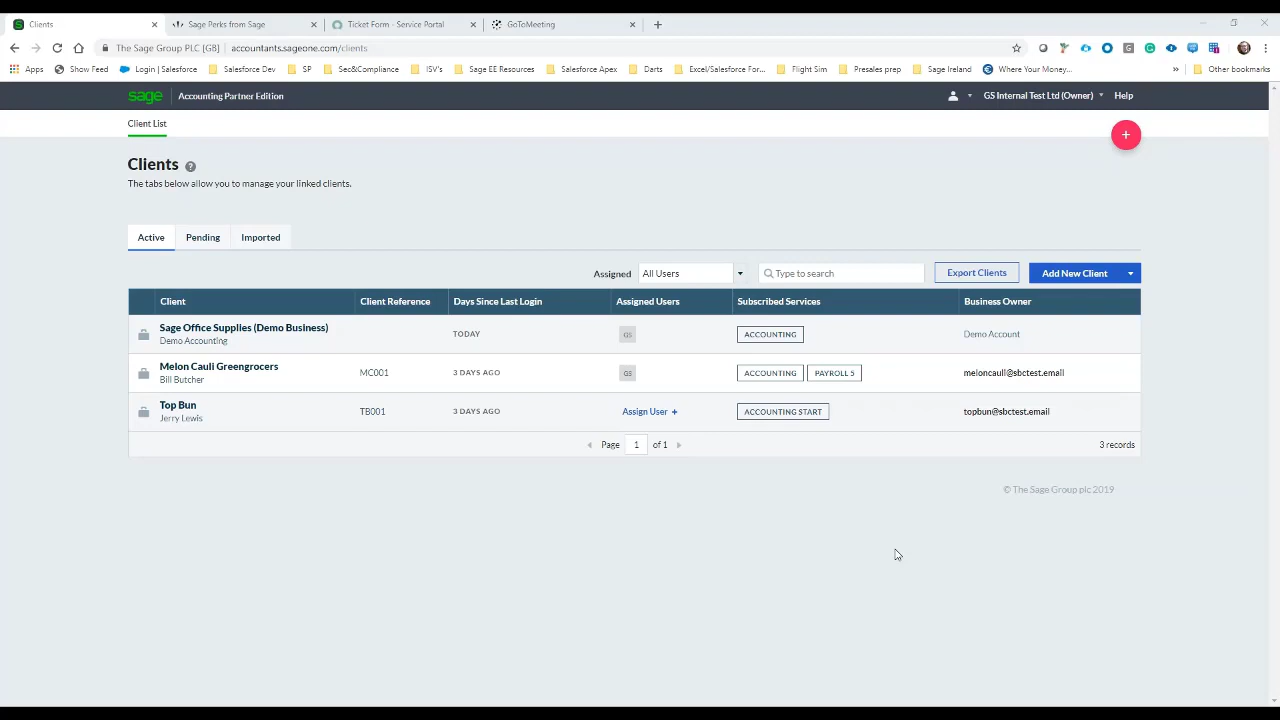 Clients
Sage Perks from Sage
Ticket Form - Service Portal
GoToMeeting
The Sage Group PLC [GB] accountants.sageone.com/clients
Apps Show Feed Login | Salesforce Salesforce Dev SP Sec&Compliance ISV's Sage EE Resources Salesforce Apex Darts Excel/Salesforce For... Flight Sim Presales prep Sage Ireland Where Your Money... » Other bookmarks
sage Accounting Partner Edition GS Internal Test Ltd (Owner) Help
Client List
+
Clients ?
The tabs below allow you to manage your linked clients.
Active Pending Imported
Assigned All Users Type to search Export Clients Add New Client
Client Client Reference Days Since Last Login Assigned Users Subscribed Services Business Owner
Sage Office Supplies (Demo Business) TODAY GS ACCOUNTING Demo Account
Demo Accounting
Melon Cauli Greengrocers MC001 3 DAYS AGO GS ACCOUNTING PAYROLL 5 meloncauli@sbctest.email
Bill Butcher
Top Bun TB001 3 DAYS AGO Assign User + ACCOUNTING START topbun@sbctest.email
Jerry Lewis
Page 1 of 1 3 records
© The Sage Group plc 2019